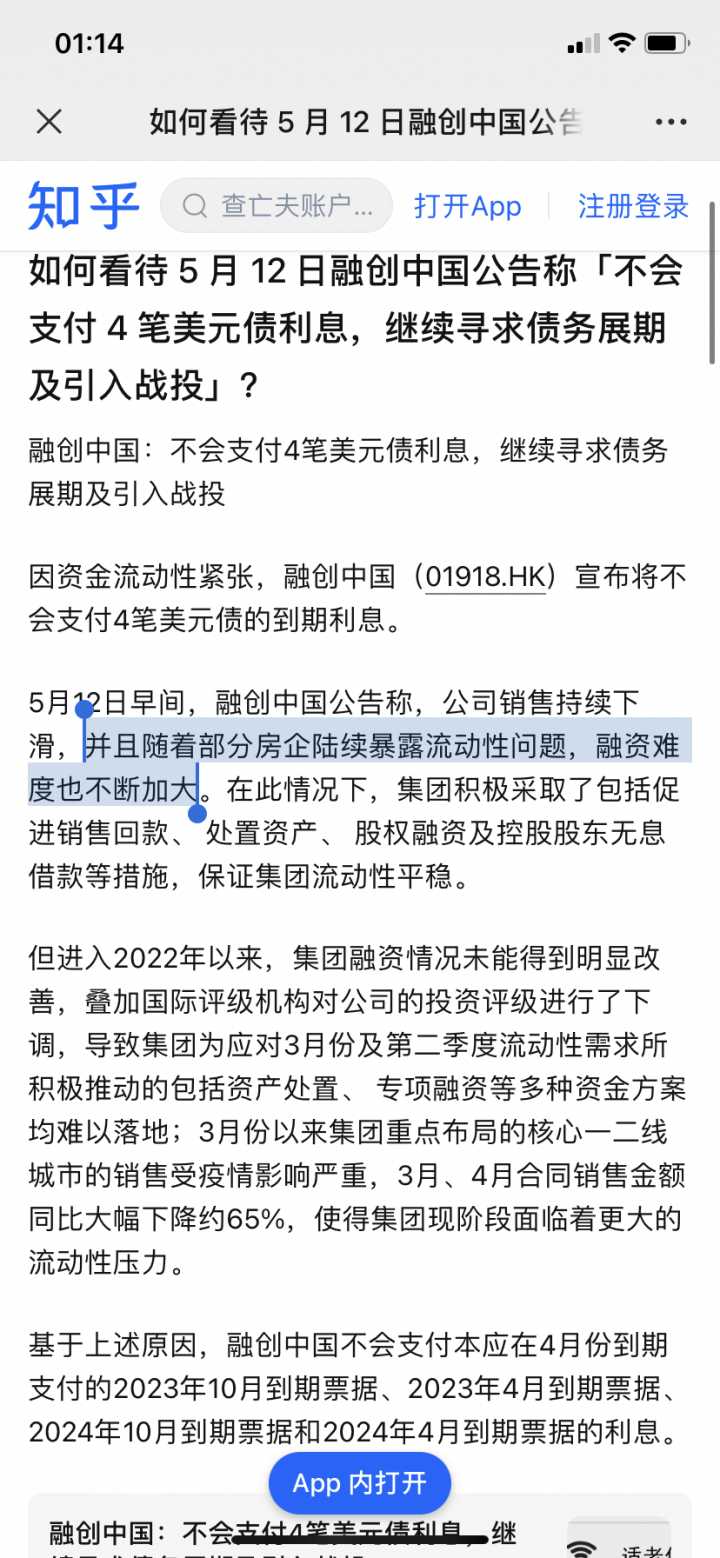 01:14
如何看待 5 月 12 日融创中国公告
知乎
查亡夫账户...
打开App
注册登录
如何看待 5 月 12 日融创中国公告称「不会
支付 4 笔美元债利息，继续寻求债务展期
及引入战投」？
融创中国：不会支付4笔美元债利息，继续寻求债务
展期及引入战投
因资金流动性紧张，融创中国（01918.HK）宣布将不
会支付4笔美元债的到期利息。
5月12日早间，融创中国公告称，公司销售持续下
滑，并且随着部分房企陆续暴露流动性问题，融资难
度也不断加大。在此情况下，集团积极采取了包括促
进销售回款、 处置资产、 股权融资及控股股东无息
借款等措施，保证集团流动性平稳。
但进入2022年以来，集团融资情况未能得到明显改
善，叠加国际评级机构对公司的投资评级进行了下
调，导致集团为应对3月份及第二季度流动性需求所
积极推动的包括资产处置、 专项融资等多种资金方案
均难以落地；3月份以来集团重点布局的核心一二线
城市的销售受疫情影响严重，3月、4月合同销售金额
同比大幅下降约65%，使得集团现阶段面临着更大的
流动性压力。
基于上述原因，融创中国不会支付本应在4月份到期
支付的2023年10月到期票据、2023年4月到期票据、
2024年10月到期票据和2024年4月到期票据的利息。
App 内打开
融创中国：不会支付4笔美元债利息，继